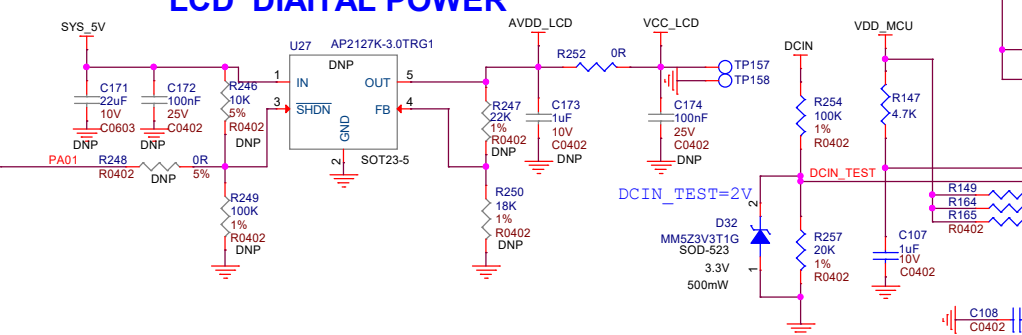 LCD DIAITAL POWER
SYS_5V
U27 AP2127K-3.0TRG1
DNP
1 IN
OUT 5
3 SHDN
FB 4
GND
2
SOT23-5
C171
22uF
10V
C0603
DNP
C172
100nF
25V
C0402
DNP
R246
10K
5%
R0402
DNP
PA01
R248
R0402
0R
5%
DNP
R249
100K
1%
R0402
DNP
R247
22K
1%
R0402
DNP
R250
18K
1%
R0402
DNP
AVDD_LCD
C173
1uF
10V
C0402
DNP
R252 0R
VCC_LCD
TP157
TP158
C174
100nF
25V
C0402
DNP
DCIN
R254
100K
1%
R0402
DCIN_TEST
DCIN_TEST=2V
D32
MM5Z3V3T1G
SOD-523
3.3V
500mW
2
1
R257
20K
1%
R0402
VDD_MCU
R147
4.7K
R149
R164
R165
R0402
C107
1uF
10V
C0402
C108
C0402